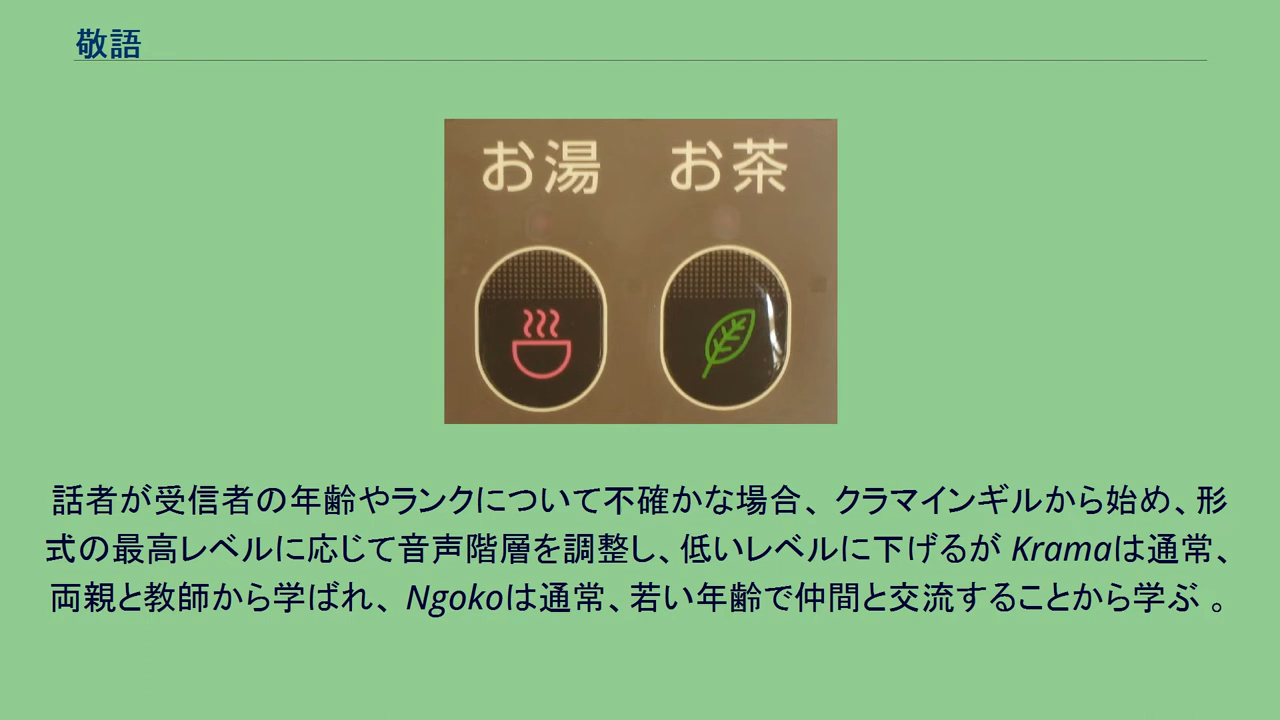 敬語
お湯 お茶
話者が受信者の年齢やランクについて不確かな場合、クラマインギルから始め、形
式の最高レベルに応じて音声階層を調整し、低いレベルに下げるが Kramaは通常、
両親と教師から学ばれ、Ngokoは通常、若い年齢で仲間と交流することから学ぶ 。